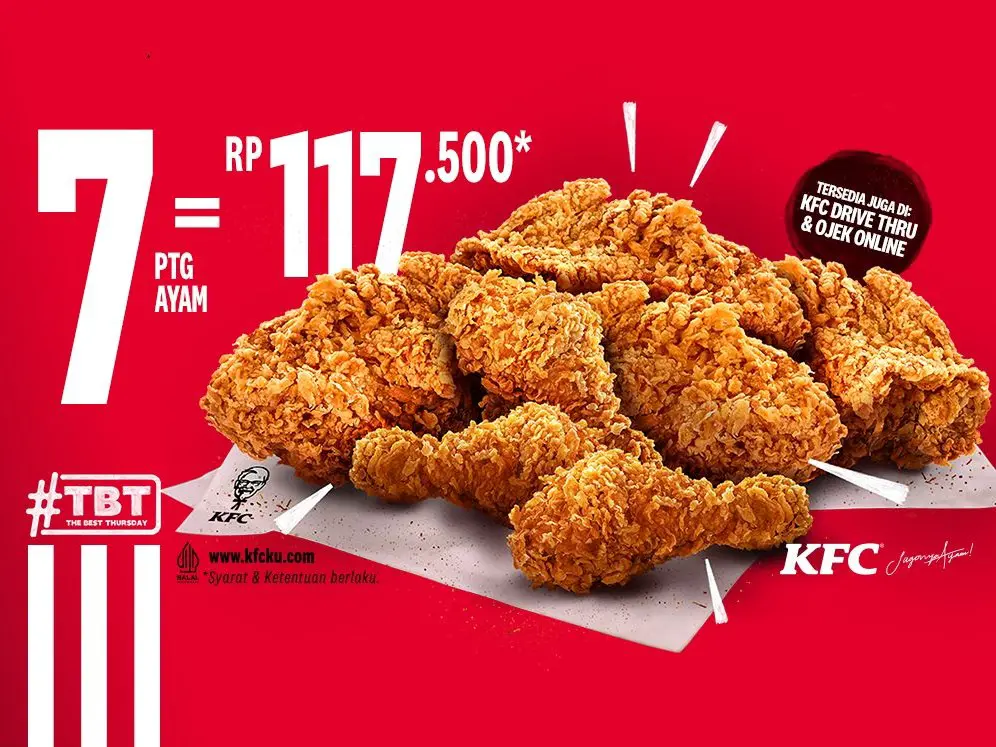 7 = RP 117.500*
PTG
AYAM
TERSEDIA JUGA DI:
KFC DRIVE THRU
& OJEK ONLINE
#TBT
THE BEST THURSDAY
KFC
HALAL
www.kfcku.com
*Syarat & Ketentuan berlaku.
KFC
Jagonya Ayam!